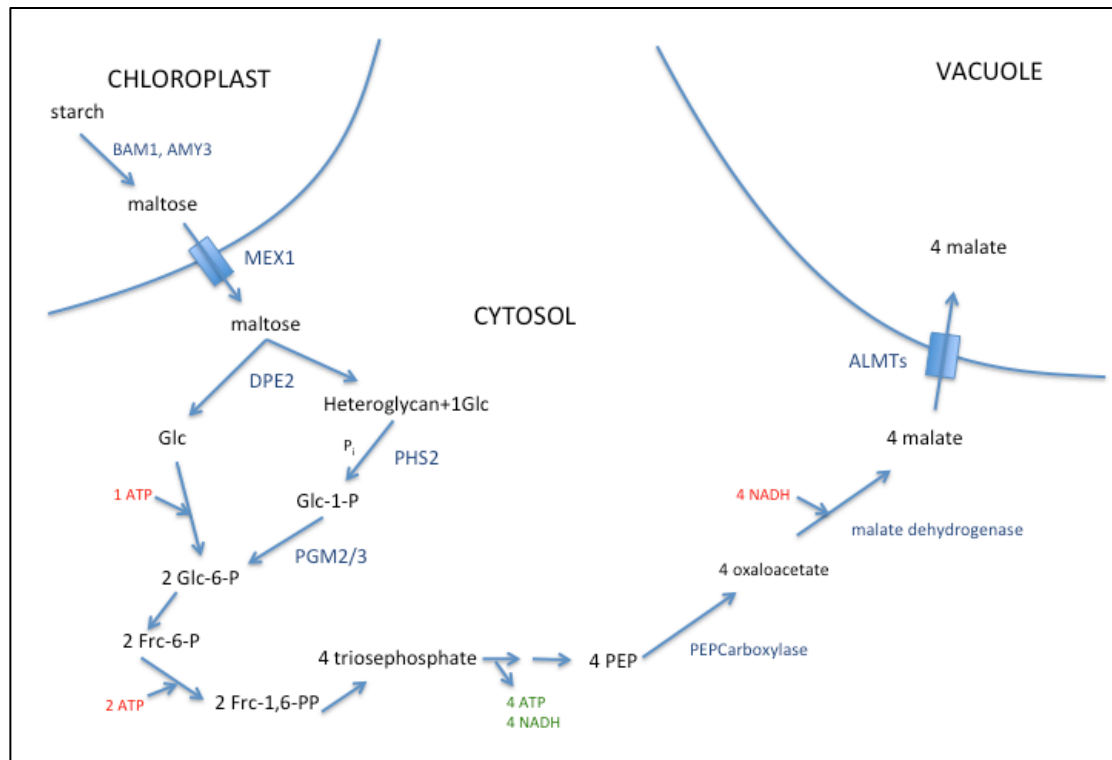 CHLOROPLAST
starch
BAM1, AMY3
maltose
MEX1
maltose
DPE2
Glc
Heteroglycan+1Glc
Pi
PHS2
1 ATP
Glc-1-P
PGM2/3
2 Glc-6-P
2 Frc-6-P
2 ATP
2 Frc-1,6-PP
4 triosephosphate
4 ATP
4 NADH
4 PEP
CYTOSOL
PEPCarboxylase
4 oxaloacetate
4 NADH
malate dehydrogenase
4 malate
ALMTs
4 malate
VACUOLE